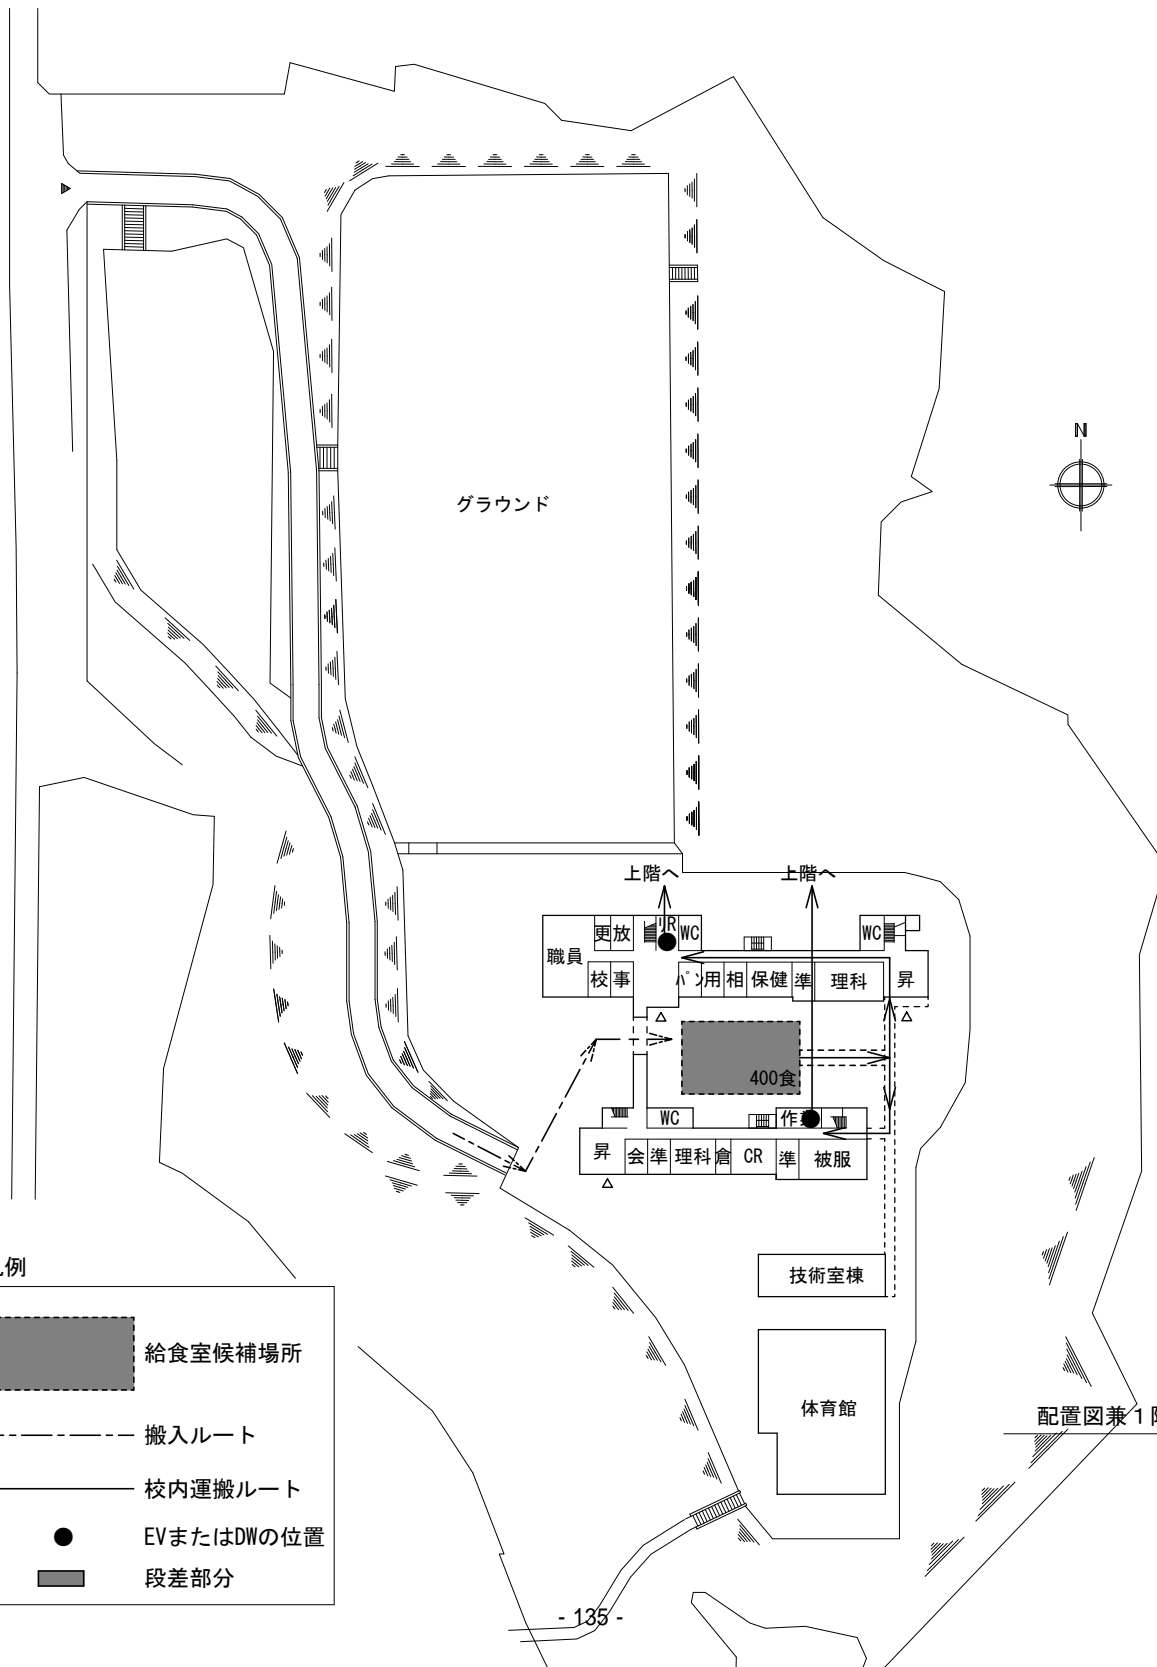 N
グラウンド
上階へ
上階へ
更
放
WC
WC
職員
校
事
パン
用
相
保健
準
理科
昇
400食
WC
昇
会
準
理科
倉
CR
準
被服
技術室棟
体育館
例
給食室候補場所
搬入ルート
校内運搬ルート
EVまたはDWの位置
段差部分
配置図兼1
- 135 -